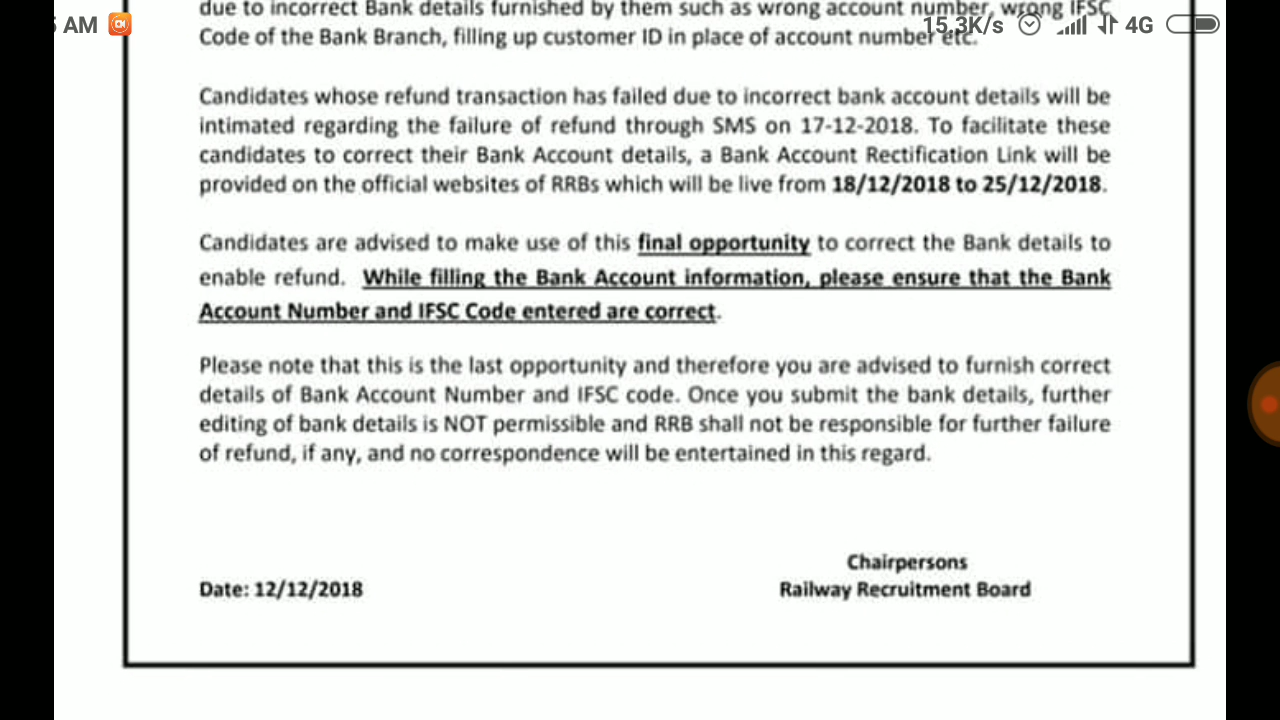 due to incorrect Bank details furnished by them such as wrong account number, wrong IFSC
AM 15.3K/s 4G
Code of the Bank Branch, filling up customer ID in place of account number etc.
Candidates whose refund transaction has failed due to incorrect bank account details will be
intimated regarding the failure of refund through SMS on 17-12-2018. To facilitate these
candidates to correct their Bank Account details, a Bank Account Rectification Link will be
provided on the official websites of RRBs which will be live from 18/12/2018 to 25/12/2018.
Candidates are advised to make use of this final opportunity to correct the Bank details to
enable refund. While filling the Bank Account information, please ensure that the Bank
Account Number and IFSC Code entered are correct.
Please note that this is the last opportunity and therefore you are advised to furnish correct
details of Bank Account Number and IFSC code. Once you submit the bank details, further
editing of bank details is NOT permissible and RRB shall not be responsible for further failure
of refund, if any, and no correspondence will be entertained in this regard.
Chairpersons
Date: 12/12/2018 Railway Recruitment Board